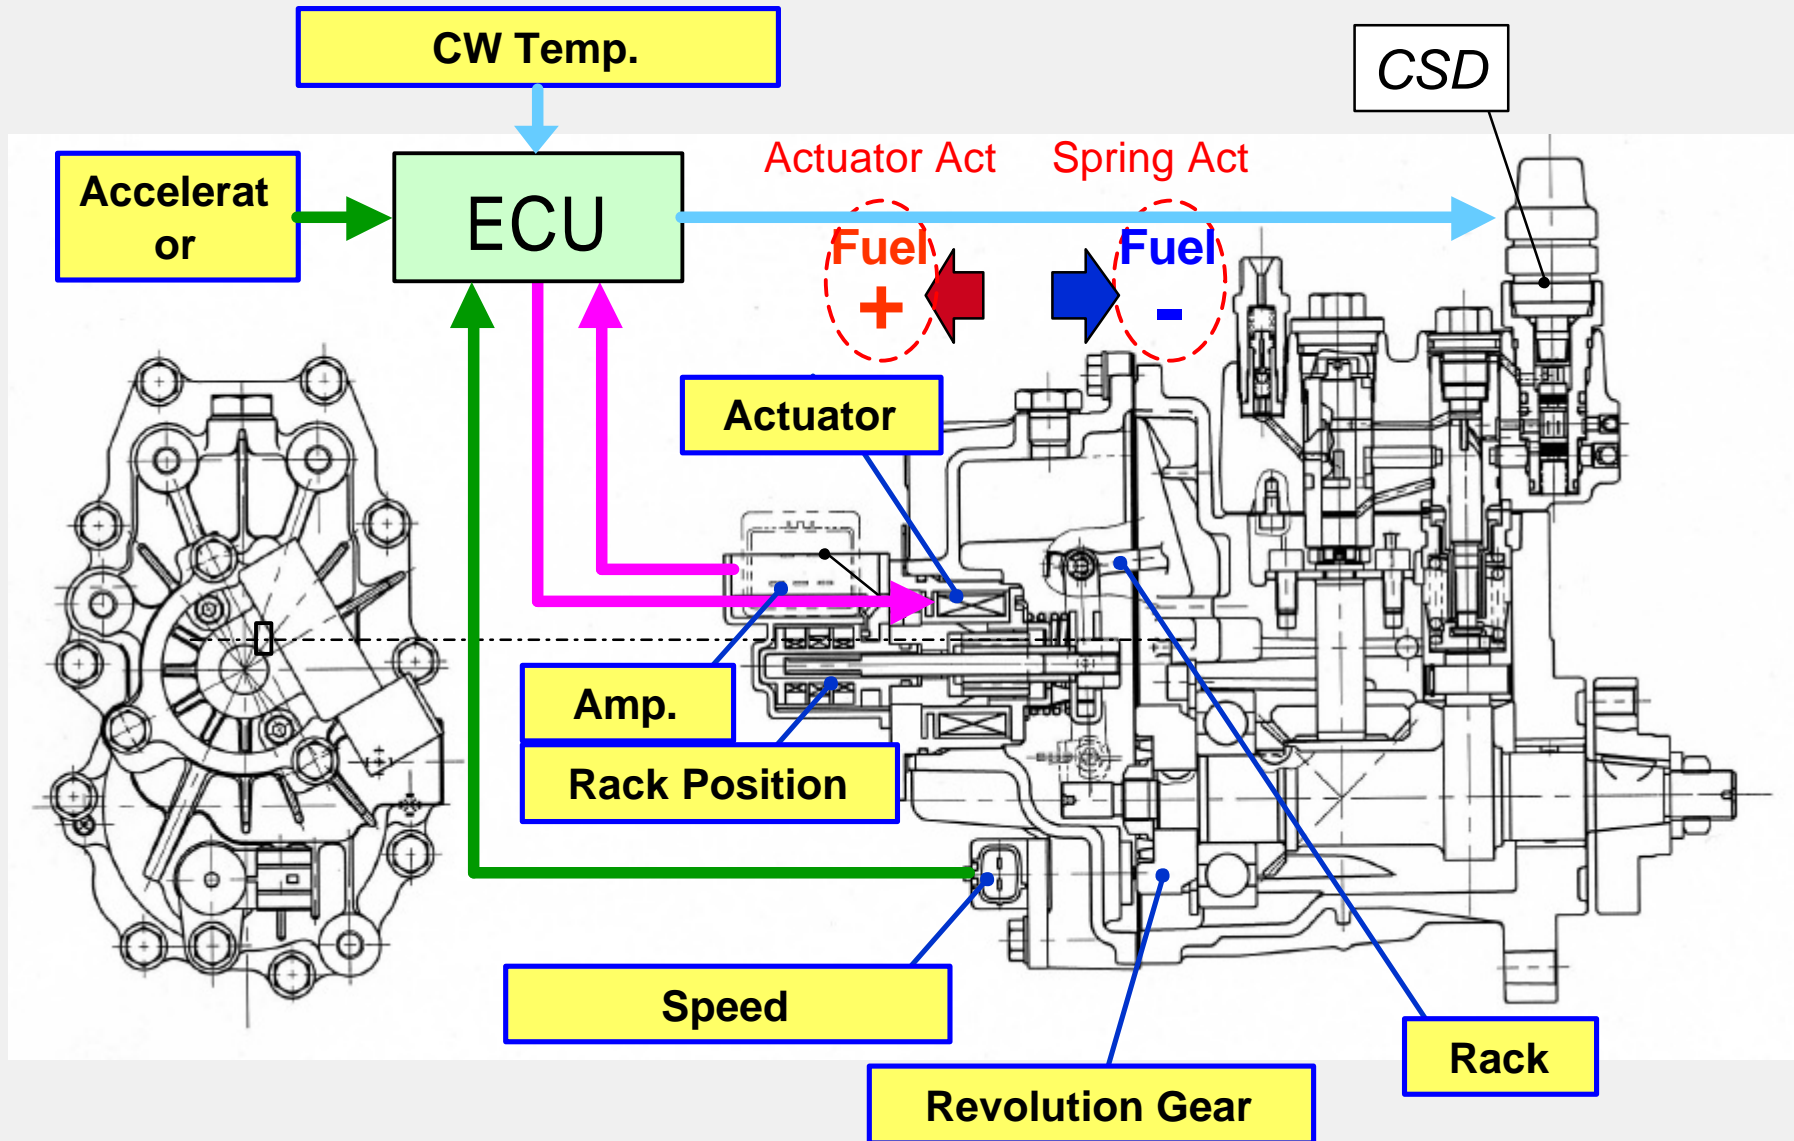 CW Temp.
CSD
Accelerat
or
ECU
Actuator Act
Spring Act
Fuel
+
Fuel
-
Actuator
Amp.
Rack Position
Speed
Rack
Revolution Gear